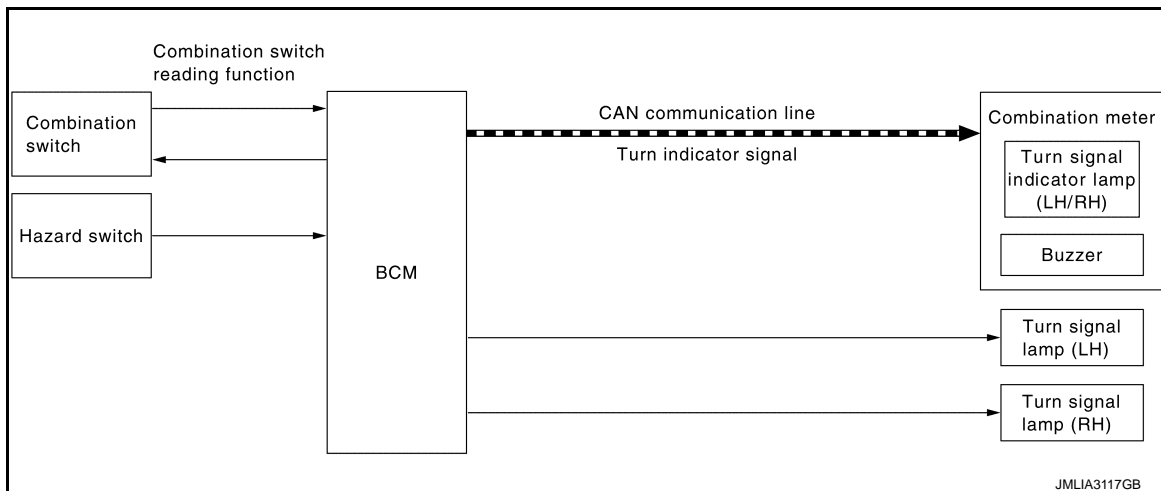 Combination switch
reading function
Combination
switch
Hazard switch
BCM
CAN communication line
Turn indicator signal
Combination meter
Turn signal
indicator lamp
(LH/RH)
Buzzer
Turn signal
lamp (LH)
Turn signal
lamp (RH)
JMLIA3117GB